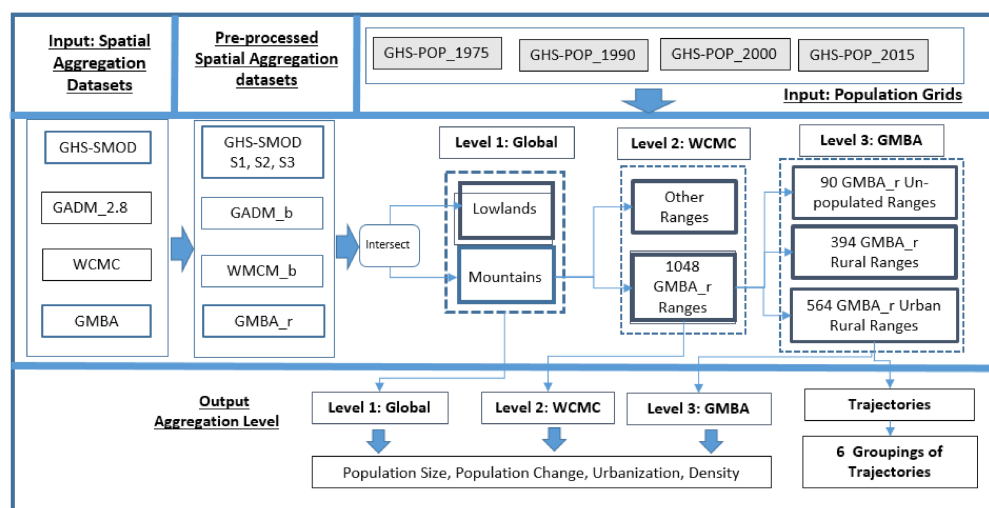 Input: Spatial
Aggregation
Datasets
Pre-processed
Spatial Aggregation
datasets
GHS-POP_1975
GHS-POP_1990
GHS-POP_2000
GHS-POP_2015
Input: Population Grids
GHS-SMOD
GADM_2.8
WCMC
GMBA
GHS-SMOD
S1, S2, S3
GADM_b
WMCM_b
GMBA_r
Intersect
Level 1: Global
Lowlands
Mountains
Level 2: WCMC
Other
Ranges
1048
GMBA_r
Ranges
Level 3: GMBA
90 GMBA_r Un-
populated Ranges
394 GMBA_r
Rural Ranges
564 GMBA_r Urban
Rural Ranges
Output
Aggregation Level
Level 1: Global
Level 2: WCMC
Level 3: GMBA
Population Size, Population Change, Urbanization, Density
Trajectories
6 Groupings of
Trajectories